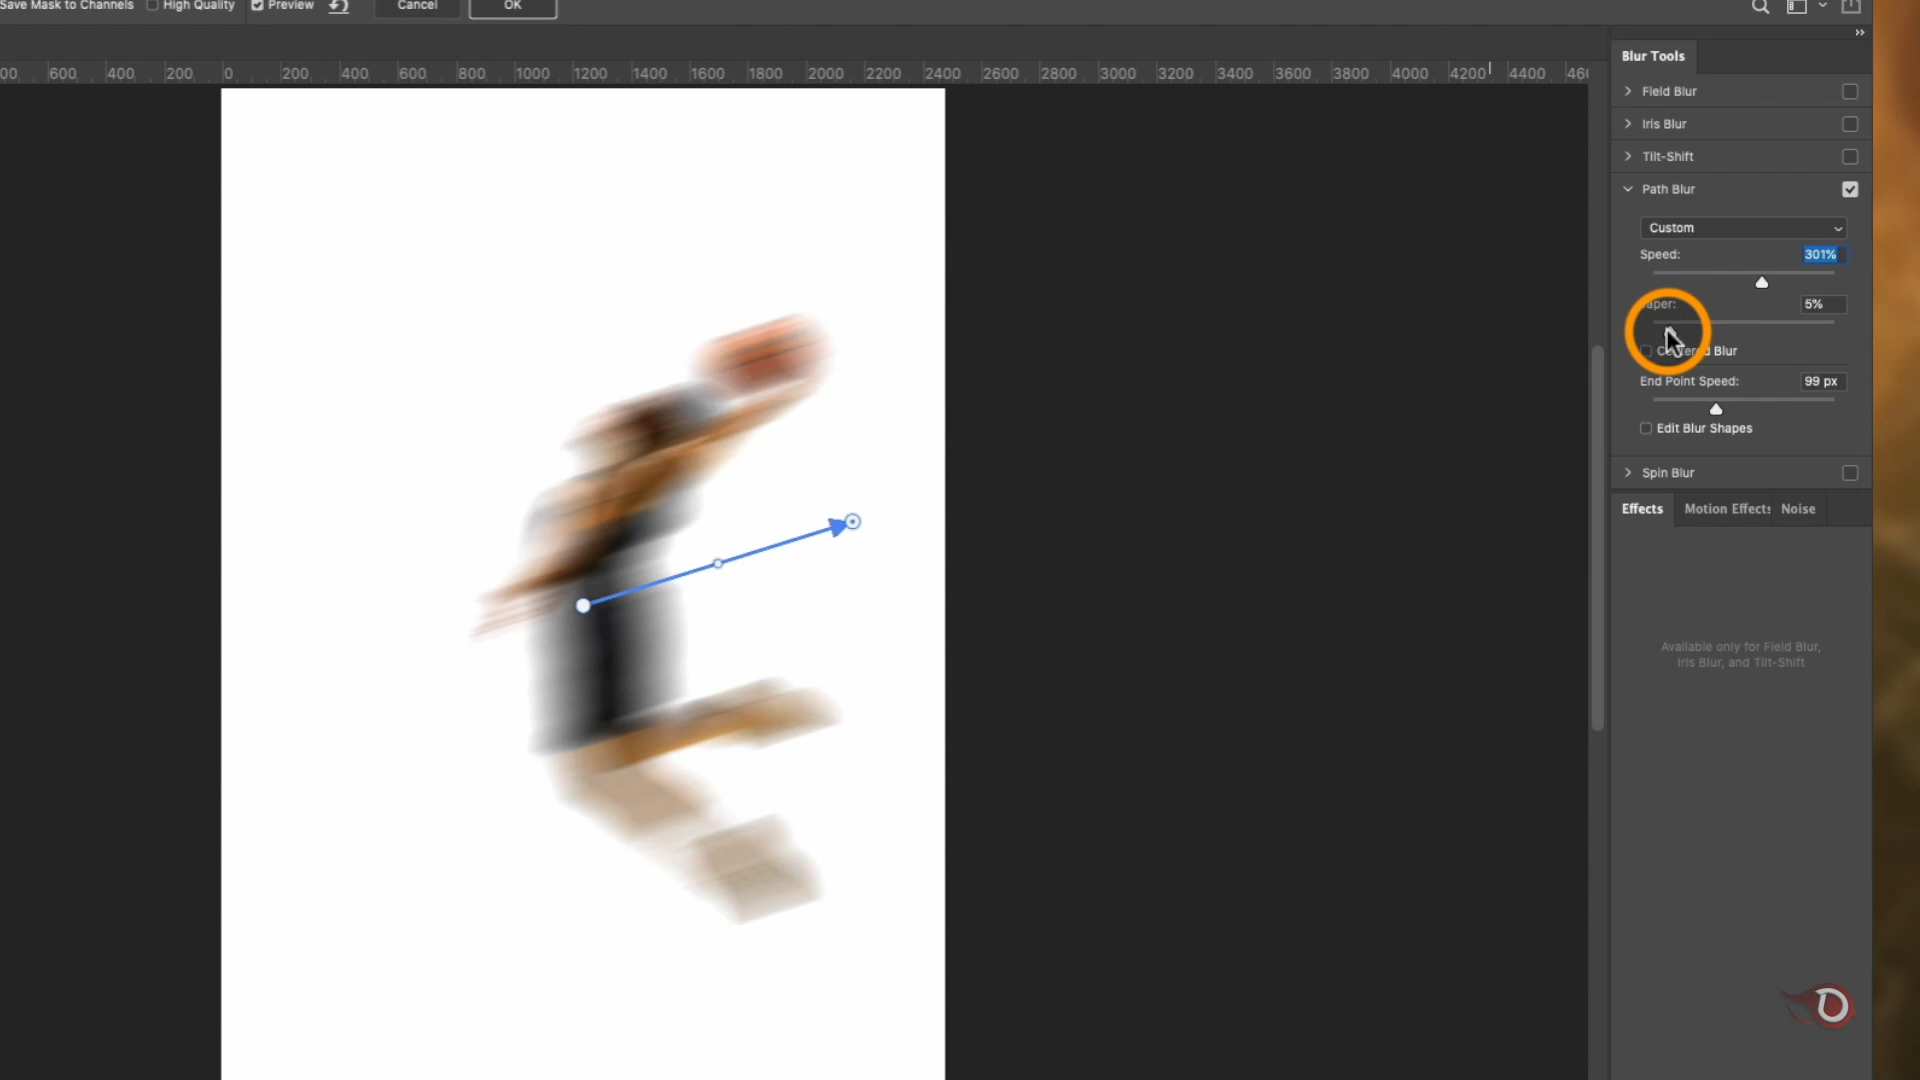 Save Mask to Channels High Quality Preview Cancel OK
600 400 200 0 200 400 600 800 1000 1200 1400 1600 1800 2000 2200 2400 2600 2800 3000 3200 3400 3600 3800 4000 4200 4400
Blur Tools
Field Blur
Iris Blur
Tilt-Shift
Path Blur
Custom
Speed: 301%
5%
Blur
End Point Speed: 99 px
Edit Blur Shapes
Spin Blur
Effects Motion Effects Noise
Available only for Field Blur,
Iris Blur, and Tilt-Shift